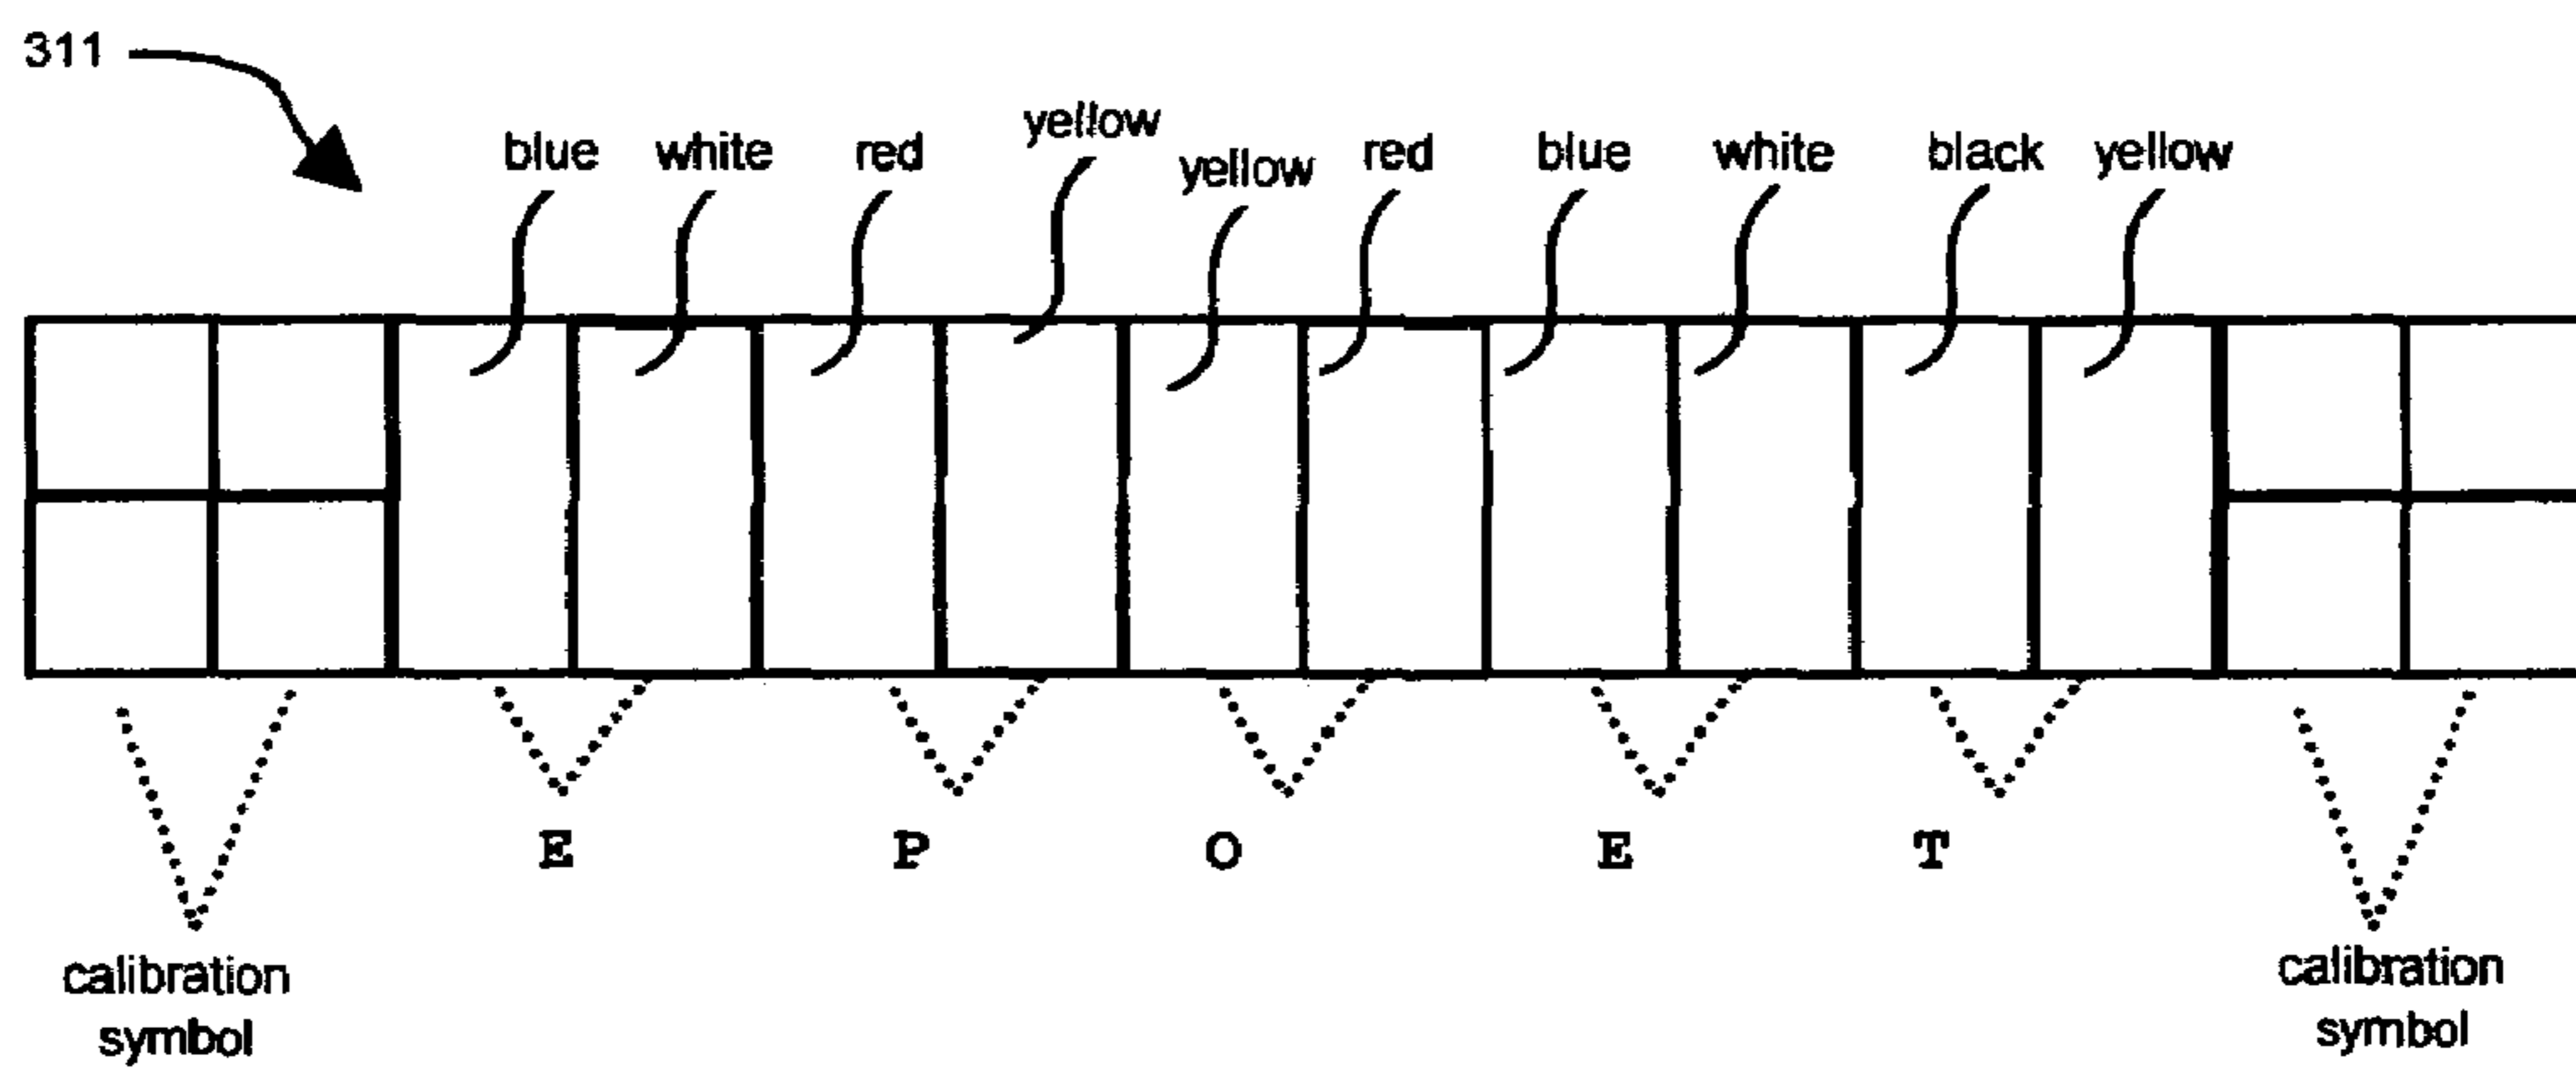 311
blue white red yellow yellow red blue white black yellow
E P O E T
calibration symbol
calibration symbol